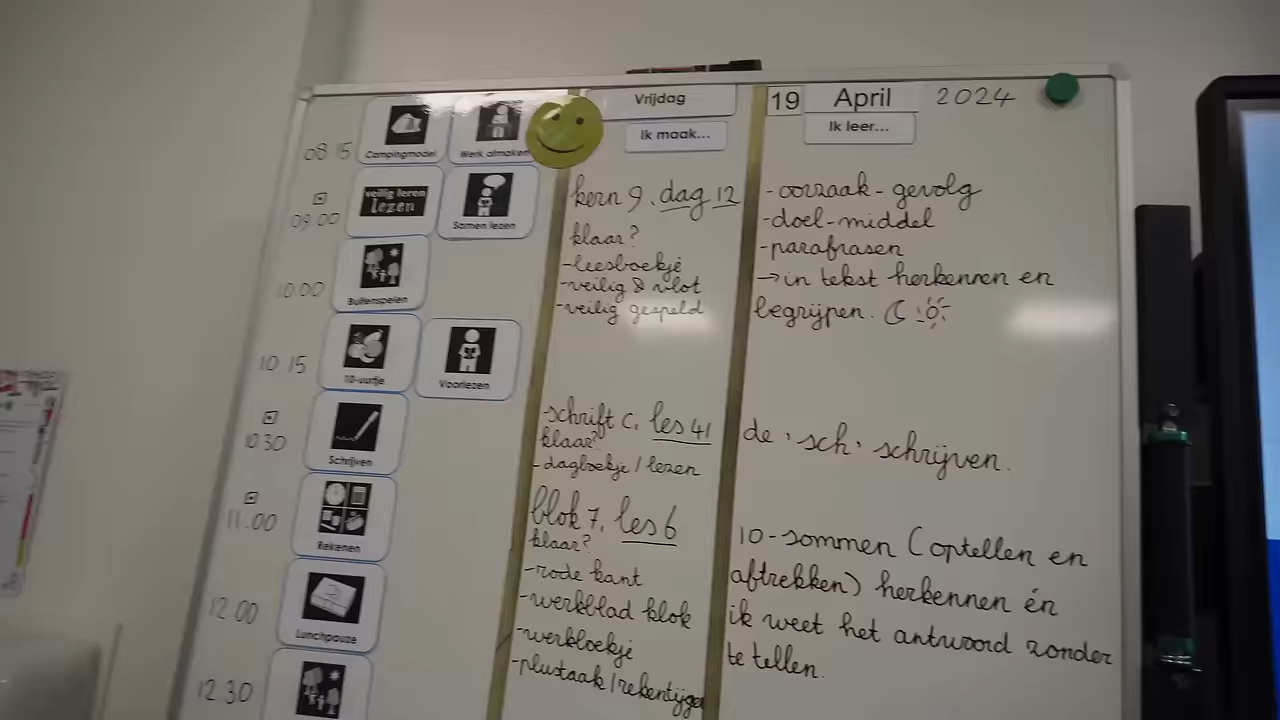 Vrijdag
19 April 2024
Ik maak...
Ik leer...
08 15
Campingmodel
Werk afmaken
09.00
veilig leren
lezen
Samen lezen
kern 9, dag 12
klaar?
-leesboekje
-veilig & vlot
-veilig gespeld
-oorzaak-gevolg
-doel-middel
-parafrasen
→in tekst herkennen en
begrijpen.
10.00
Buitenspelen
10 15
10-uurtje
Voorlezen
10 30
Schrijven
-schrift c, les 41
klaar?
-dagboekje/lezen
de 'sch' schrijven.
11.00
Rekenen
blok 7, les 6
klaar?
-rode kant
-werkblad blok
-werkboekje
-plustaak/rekentijger
10-sommen (optellen en
aftrekken) herkennen én
ik weet het antwoord zonder
te tellen.
12 00
Lunchpauze
12 30